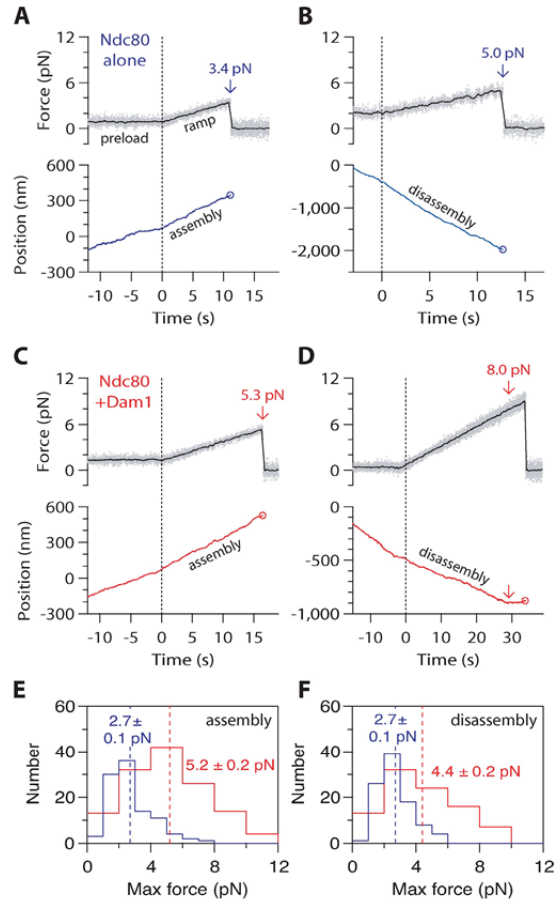 A
Ndc80
alone
12
6
0
Force (pN)
3.4 pN
preload
ramp
600
300
0
-300
Position (nm)
assembly
-10
-5
0
5
10
15
Time (s)
B
12
6
0
5.0 pN
0
-1,000
-2,000
disassembly
0
5
10
15
Time (s)
C
Ndc80
+Dam1
12
6
0
Force (pN)
5.3 pN
600
300
0
-300
Position (nm)
assembly
-10
-5
0
5
10
15
Time (s)
D
12
6
0
8.0 pN
0
-500
-1,000
disassembly
-10
0
10
20
30
40
Time (s)
E
60
40
20
0
Number
2.7±
0.1 pN
assembly
5.2 ± 0.2 pN
0
4
8
12
Max force (pN)
F
60
40
20
0
Number
2.7±
0.1 pN
disassembly
4.4 ± 0.2 pN
0
4
8
12
Max force (pN)